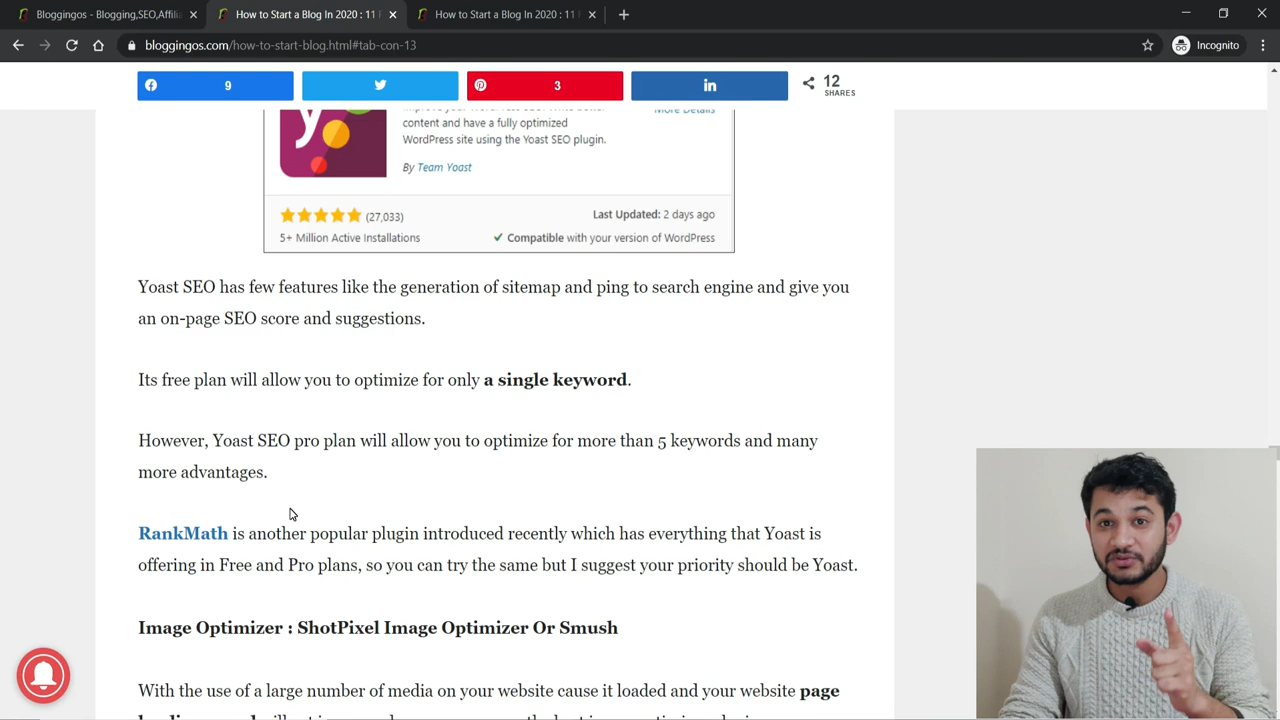 Bloggingos - Blogging,SEO,Affili
How to Start a Blog In 2020 : 11
How to Start a Blog In 2020 : 11
bloggingos.com/how-to-start-blog.html#tab-con-13
Incognito
9
3
12
SHARES
content and have a fully optimized
WordPress site using the Yoast SEO plugin.
More Details
By Team Yoast
(27,033)
Last Updated: 2 days ago
5+ Million Active Installations
Compatible with your version of WordPress
Yoast SEO has few features like the generation of sitemap and ping to search engine and give you
an on-page SEO score and suggestions.
Its free plan will allow you to optimize for only a single keyword.
However, Yoast SEO pro plan will allow you to optimize for more than 5 keywords and many
more advantages.
RankMath is another popular plugin introduced recently which has everything that Yoast is
offering in Free and Pro plans, so you can try the same but I suggest your priority should be Yoast.
Image Optimizer : ShotPixel Image Optimizer Or Smush
With the use of a large number of media on your website cause it loaded and your website page